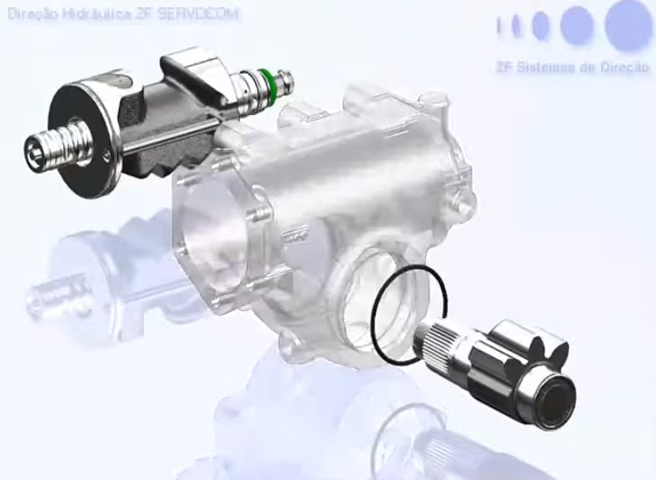 Direção Hidráulica ZF SERVOCOM
ZF Sistemas de Direção